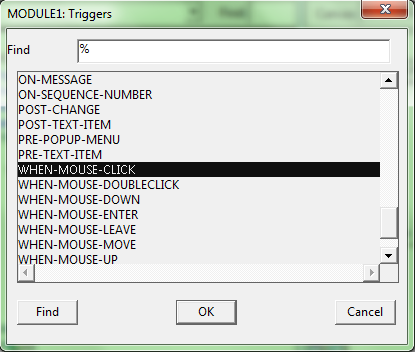 MODULE1: Triggers
Find
%
ON-MESSAGE
ON-SEQUENCE-NUMBER
POST-CHANGE
POST-TEXT-ITEM
PRE-POPUP-MENU
PRE-TEXT-ITEM
WHEN-MOUSE-CLICK
WHEN-MOUSE-DOUBLECLICK
WHEN-MOUSE-DOWN
WHEN-MOUSE-ENTER
WHEN-MOUSE-LEAVE
WHEN-MOUSE-MOVE
WHEN-MOUSE-UP
Find
OK
Cancel